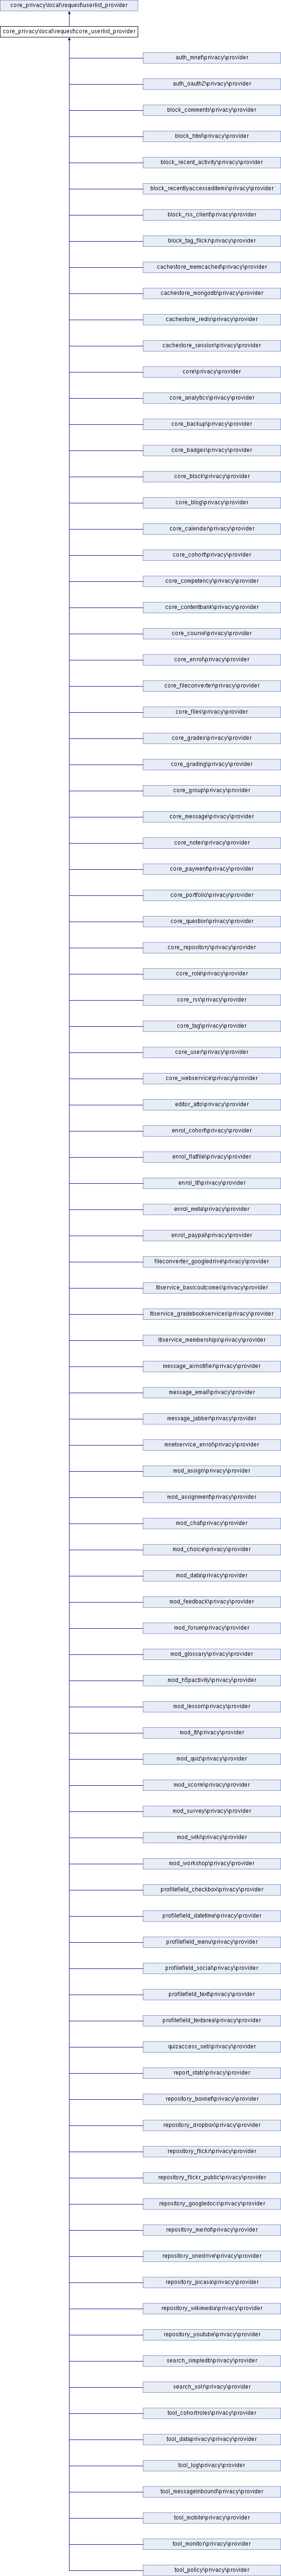 core_privacy\local\request\userlist_provider
core_privacy\local\request\core_userlist_provider
auth_mnet\privacy\provider
auth_oauth2\privacy\provider
block_comments\privacy\provider
block_html\privacy\provider
block_recent_activity\privacy\provider
block_recentlyaccesseditems\privacy\provider
block_rss_client\privacy\provider
block_tag_flickr\privacy\provider
cachestore_memcached\privacy\provider
cachestore_mongodb\privacy\provider
cachestore_redis\privacy\provider
cachestore_session\privacy\provider
core\privacy\provider
core_analytics\privacy\provider
core_backup\privacy\provider
core_badges\privacy\provider
core_block\privacy\provider
core_blog\privacy\provider
core_calendar\privacy\provider
core_cohort\privacy\provider
core_competency\privacy\provider
core_contentbank\privacy\provider
core_course\privacy\provider
core_enrol\privacy\provider
core_fileconverter\privacy\provider
core_files\privacy\provider
core_grades\privacy\provider
core_grading\privacy\provider
core_group\privacy\provider
core_message\privacy\provider
core_notes\privacy\provider
core_payment\privacy\provider
core_portfolio\privacy\provider
core_question\privacy\provider
core_repository\privacy\provider
core_role\privacy\provider
core_rss\privacy\provider
core_tag\privacy\provider
core_user\privacy\provider
core_webservice\privacy\provider
editor_atto\privacy\provider
enrol_cohort\privacy\provider
enrol_flatfile\privacy\provider
enrol_lti\privacy\provider
enrol_meta\privacy\provider
enrol_paypal\privacy\provider
fileconverter_googledrive\privacy\provider
ltiservice_basicoutcomes\privacy\provider
ltiservice_gradebookservices\privacy\provider
ltiservice_memberships\privacy\provider
message_airnotifier\privacy\provider
message_email\privacy\provider
message_jabber\privacy\provider
mnetservice_enrol\privacy\provider
mod_assign\privacy\provider
mod_assignment\privacy\provider
mod_chat\privacy\provider
mod_choice\privacy\provider
mod_data\privacy\provider
mod_feedback\privacy\provider
mod_forum\privacy\provider
mod_glossary\privacy\provider
mod_h5pactivity\privacy\provider
mod_lesson\privacy\provider
mod_lti\privacy\provider
mod_quiz\privacy\provider
mod_scorm\privacy\provider
mod_survey\privacy\provider
mod_wiki\privacy\provider
mod_workshop\privacy\provider
profilefield_checkbox\privacy\provider
profilefield_datetime\privacy\provider
profilefield_menu\privacy\provider
profilefield_social\privacy\provider
profilefield_text\privacy\provider
profilefield_textarea\privacy\provider
quizaccess_seb\privacy\provider
report_stats\privacy\provider
repository_boxnet\privacy\provider
repository_dropbox\privacy\provider
repository_flickr\privacy\provider
repository_flickr_public\privacy\provider
repository_googledocs\privacy\provider
repository_merlot\privacy\provider
repository_onedrive\privacy\provider
repository_picasa\privacy\provider
repository_wikimedia\privacy\provider
repository_youtube\privacy\provider
search_simpledb\privacy\provider
search_solr\privacy\provider
tool_cohortroles\privacy\provider
tool_dataprivacy\privacy\provider
tool_log\privacy\provider
tool_messageinbound\privacy\provider
tool_mobile\privacy\provider
tool_monitor\privacy\provider
tool_policy\privacy\provider